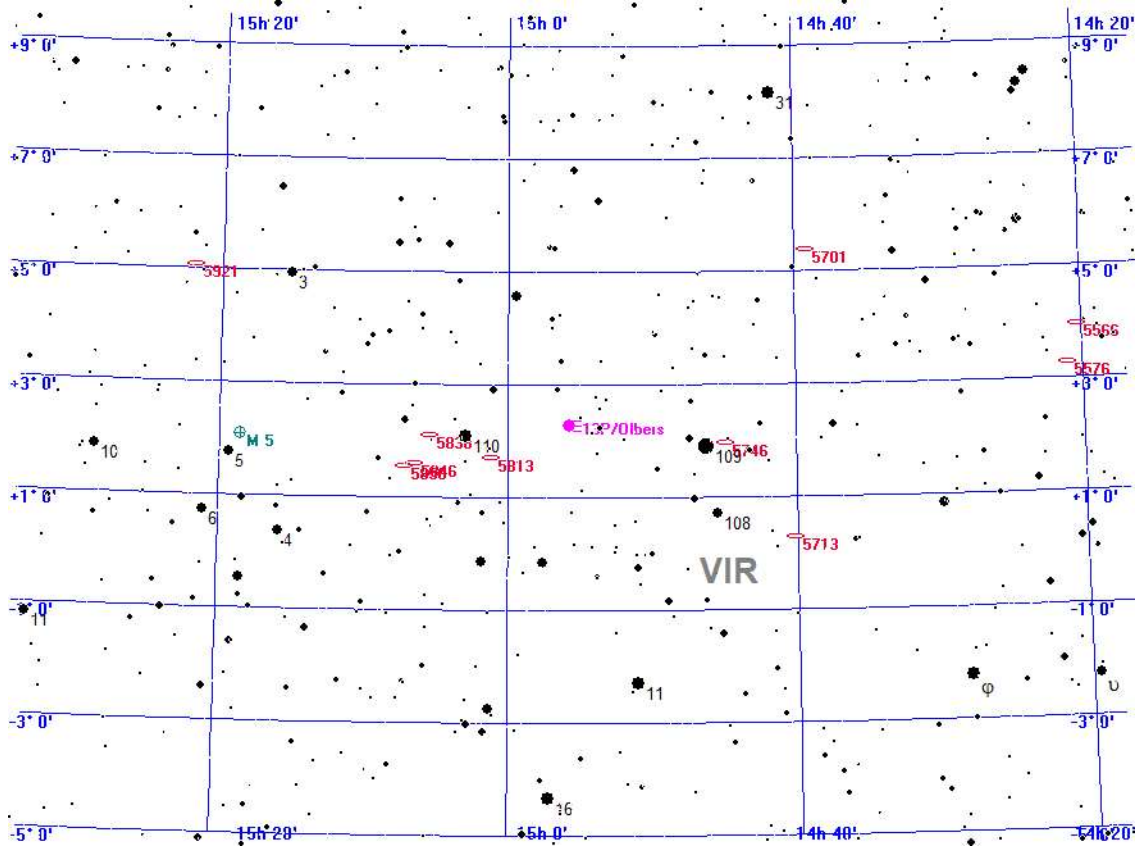 15h 20'
15h 0'
14h 40'
14h 20'
+9° 0'
+9° 0'
31
+7° 0'
+7° 0'
5921
5701
+5° 0'
3
+5° 0'
5566
5576
+3° 0'
+3° 0'
M 5
5838
110
13P/Olbers
10
5
5846
5813
109
5746
+1° 0'
+1° 0'
6
4
108
5713
VIR
-1° 0'
-1° 0'
11
11
φ
υ
-3° 0'
-3° 0'
16
-5° 0'
15h 20'
15h 0'
14h 40'
14h 20'